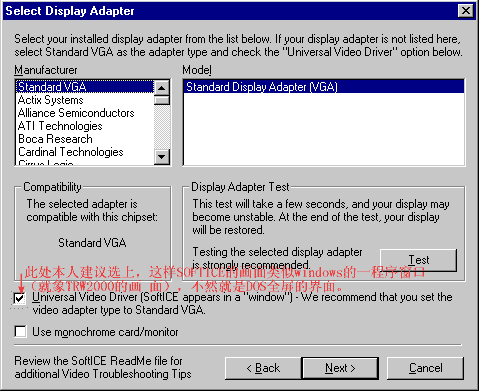 Select Display Adapter
Select your installed display adapter from the list below. If your display adapter is not listed here,
select Standard VGA as the adapter type and check the "Universal Video Driver" option below.
Manufacturer
Model
Standard VGA
Actix Systems
Alliance Semiconductors
ATI Technologies
Boca Research
Cardinal Technologies
Cirrus Logic
Standard Display Adapter (VGA)
Compatibility
The selected adapter is
compatible with this chipset:
Standard VGA
Display Adapter Test
This test will take a few seconds, and your display may
become unstable. At the end of the test, your display
will be restored.
Testing the selected display adapter
is strongly recommended.
Test
此处本人建议选上，这样SOFTICE的画面类似windows的一程序窗口
（就象TRW2000的画 面），不然就是DOS全屏的界面。
Universal Video Driver (SoftICE appears in a "window") - We recommend that you set the
video adapter type to Standard VGA.
Use monochrome card/monitor
Review the SoftICE ReadMe file for
additional Video Troubleshooting Tips
< Back
Next >
Cancel